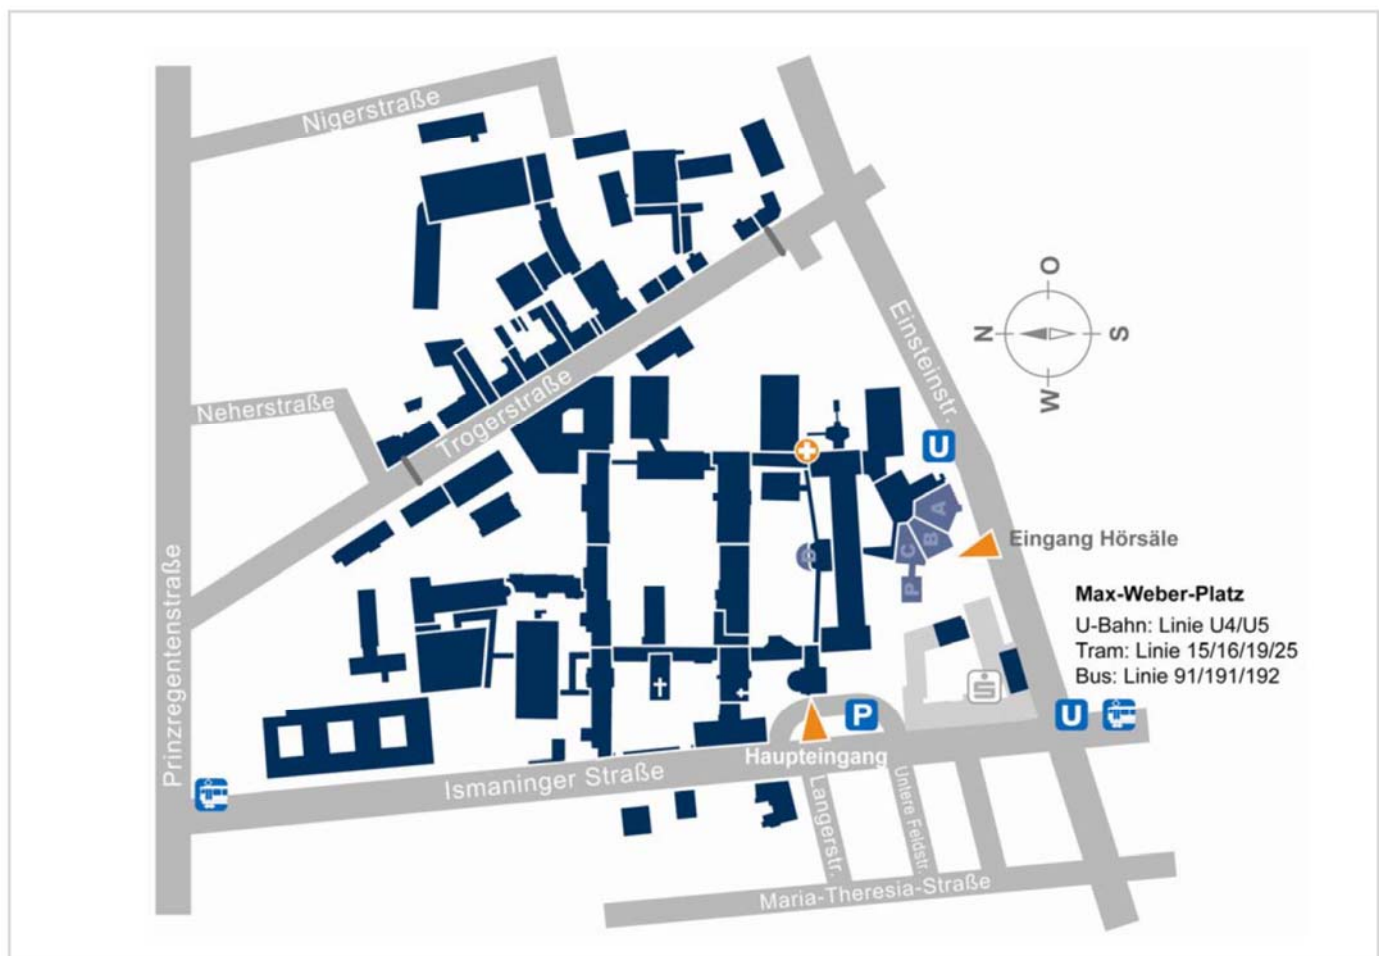 Nigerstraße
O
N
S
W
Einsteinstr.
Neherstraße
Trogerstraße
U
A
B
C
D
P
Eingang Hörsäle
Prinzregentenstraße
Max-Weber-Platz
U-Bahn: Linie U4/U5
Tram: Linie 15/16/19/25
Bus: Linie 91/191/192
P
U
Haupteingang
Ismaninger Straße
Langerstr.
Untere Feldstr.
Maria-Theresia-Straße